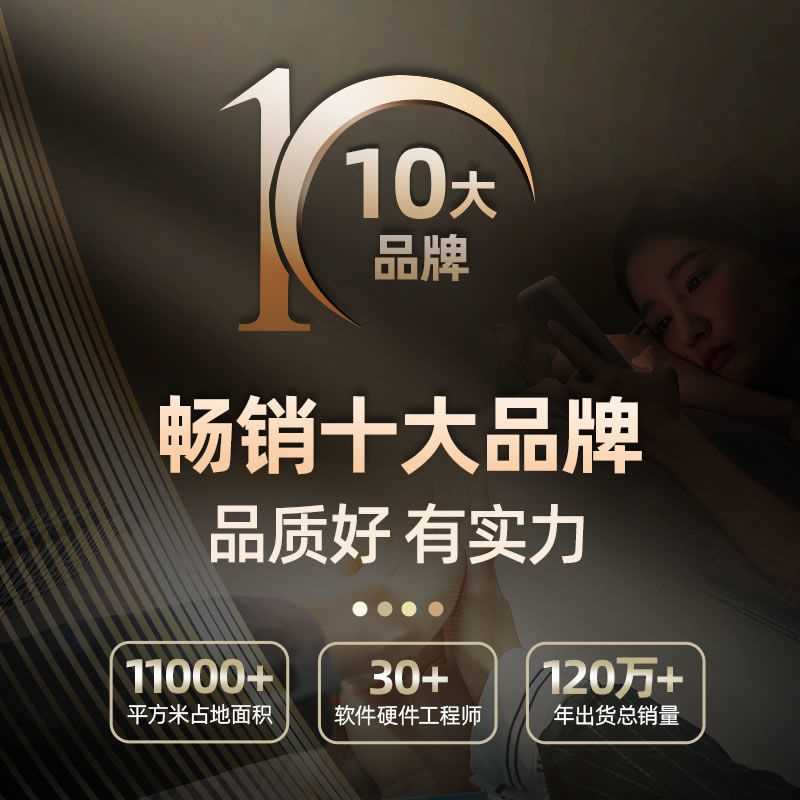 10
10大
品牌
畅销十大品牌
品质好 有实力
11000+
平方米占地面积
30+
软件硬件工程师
120万+
年出货总销量